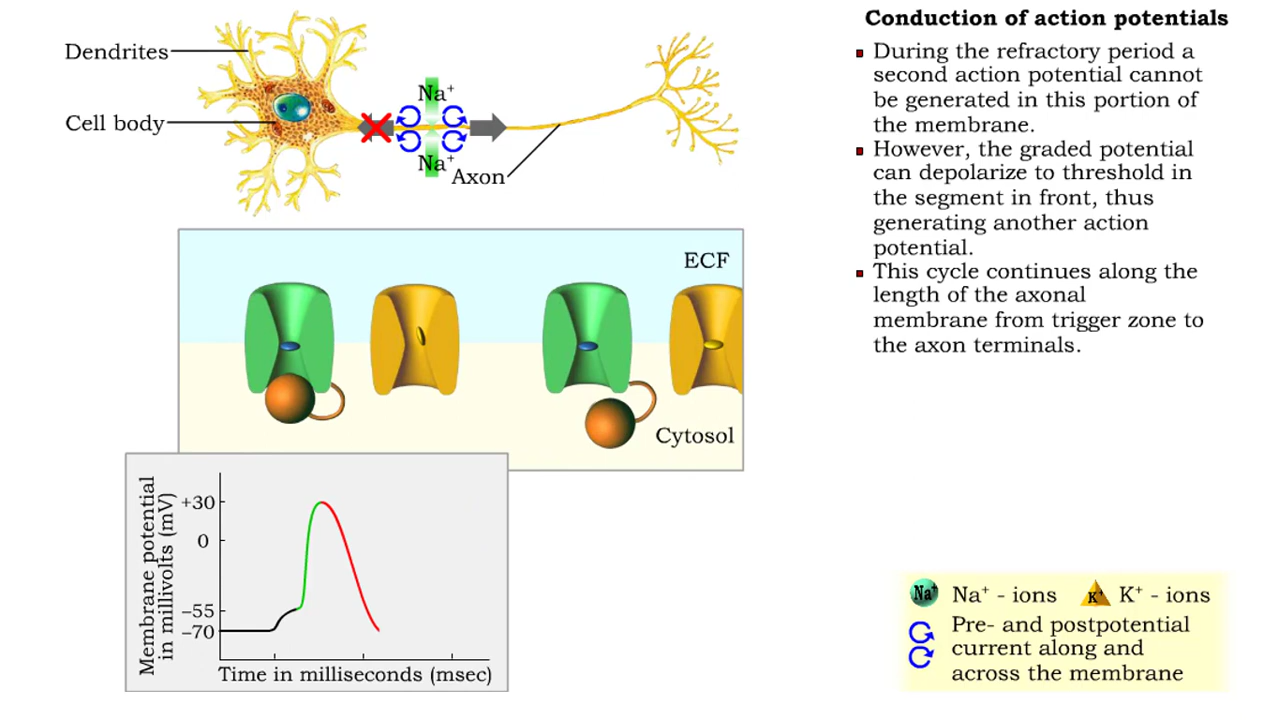 Conduction of action potentials
During the refractory period a
second action potential cannot
be generated in this portion of
the membrane.
However, the graded potential
can depolarize to threshold in
the segment in front, thus
generating another action
potential.
This cycle continues along the
length of the axonal
membrane from trigger zone to
the axon terminals.
Dendrites
Cell body
Na⁺
Na⁺
Axon
ECF
Cytosol
Membrane potential
in millivolts (mV)
+30
0
−55
−70
Time in milliseconds (msec)
Na⁺ Na⁺ - ions K⁺ K⁺ - ions
Pre- and postpotential
current along and
across the membrane